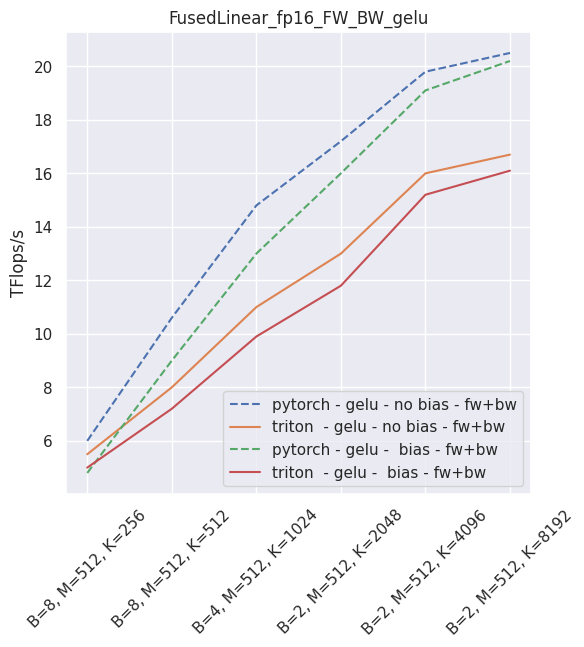 FusedLinear_fp16_FW_BW_gelu
TFlops/s
20
18
16
14
12
10
8
6
pytorch - gelu - no bias - fw+bw
triton  - gelu - no bias - fw+bw
pytorch - gelu -  bias - fw+bw
triton  - gelu -  bias - fw+bw
B=8, M=512, K=256
B=8, M=512, K=512
B=4, M=512, K=1024
B=2, M=512, K=2048
B=2, M=512, K=4096
B=2, M=512, K=8192